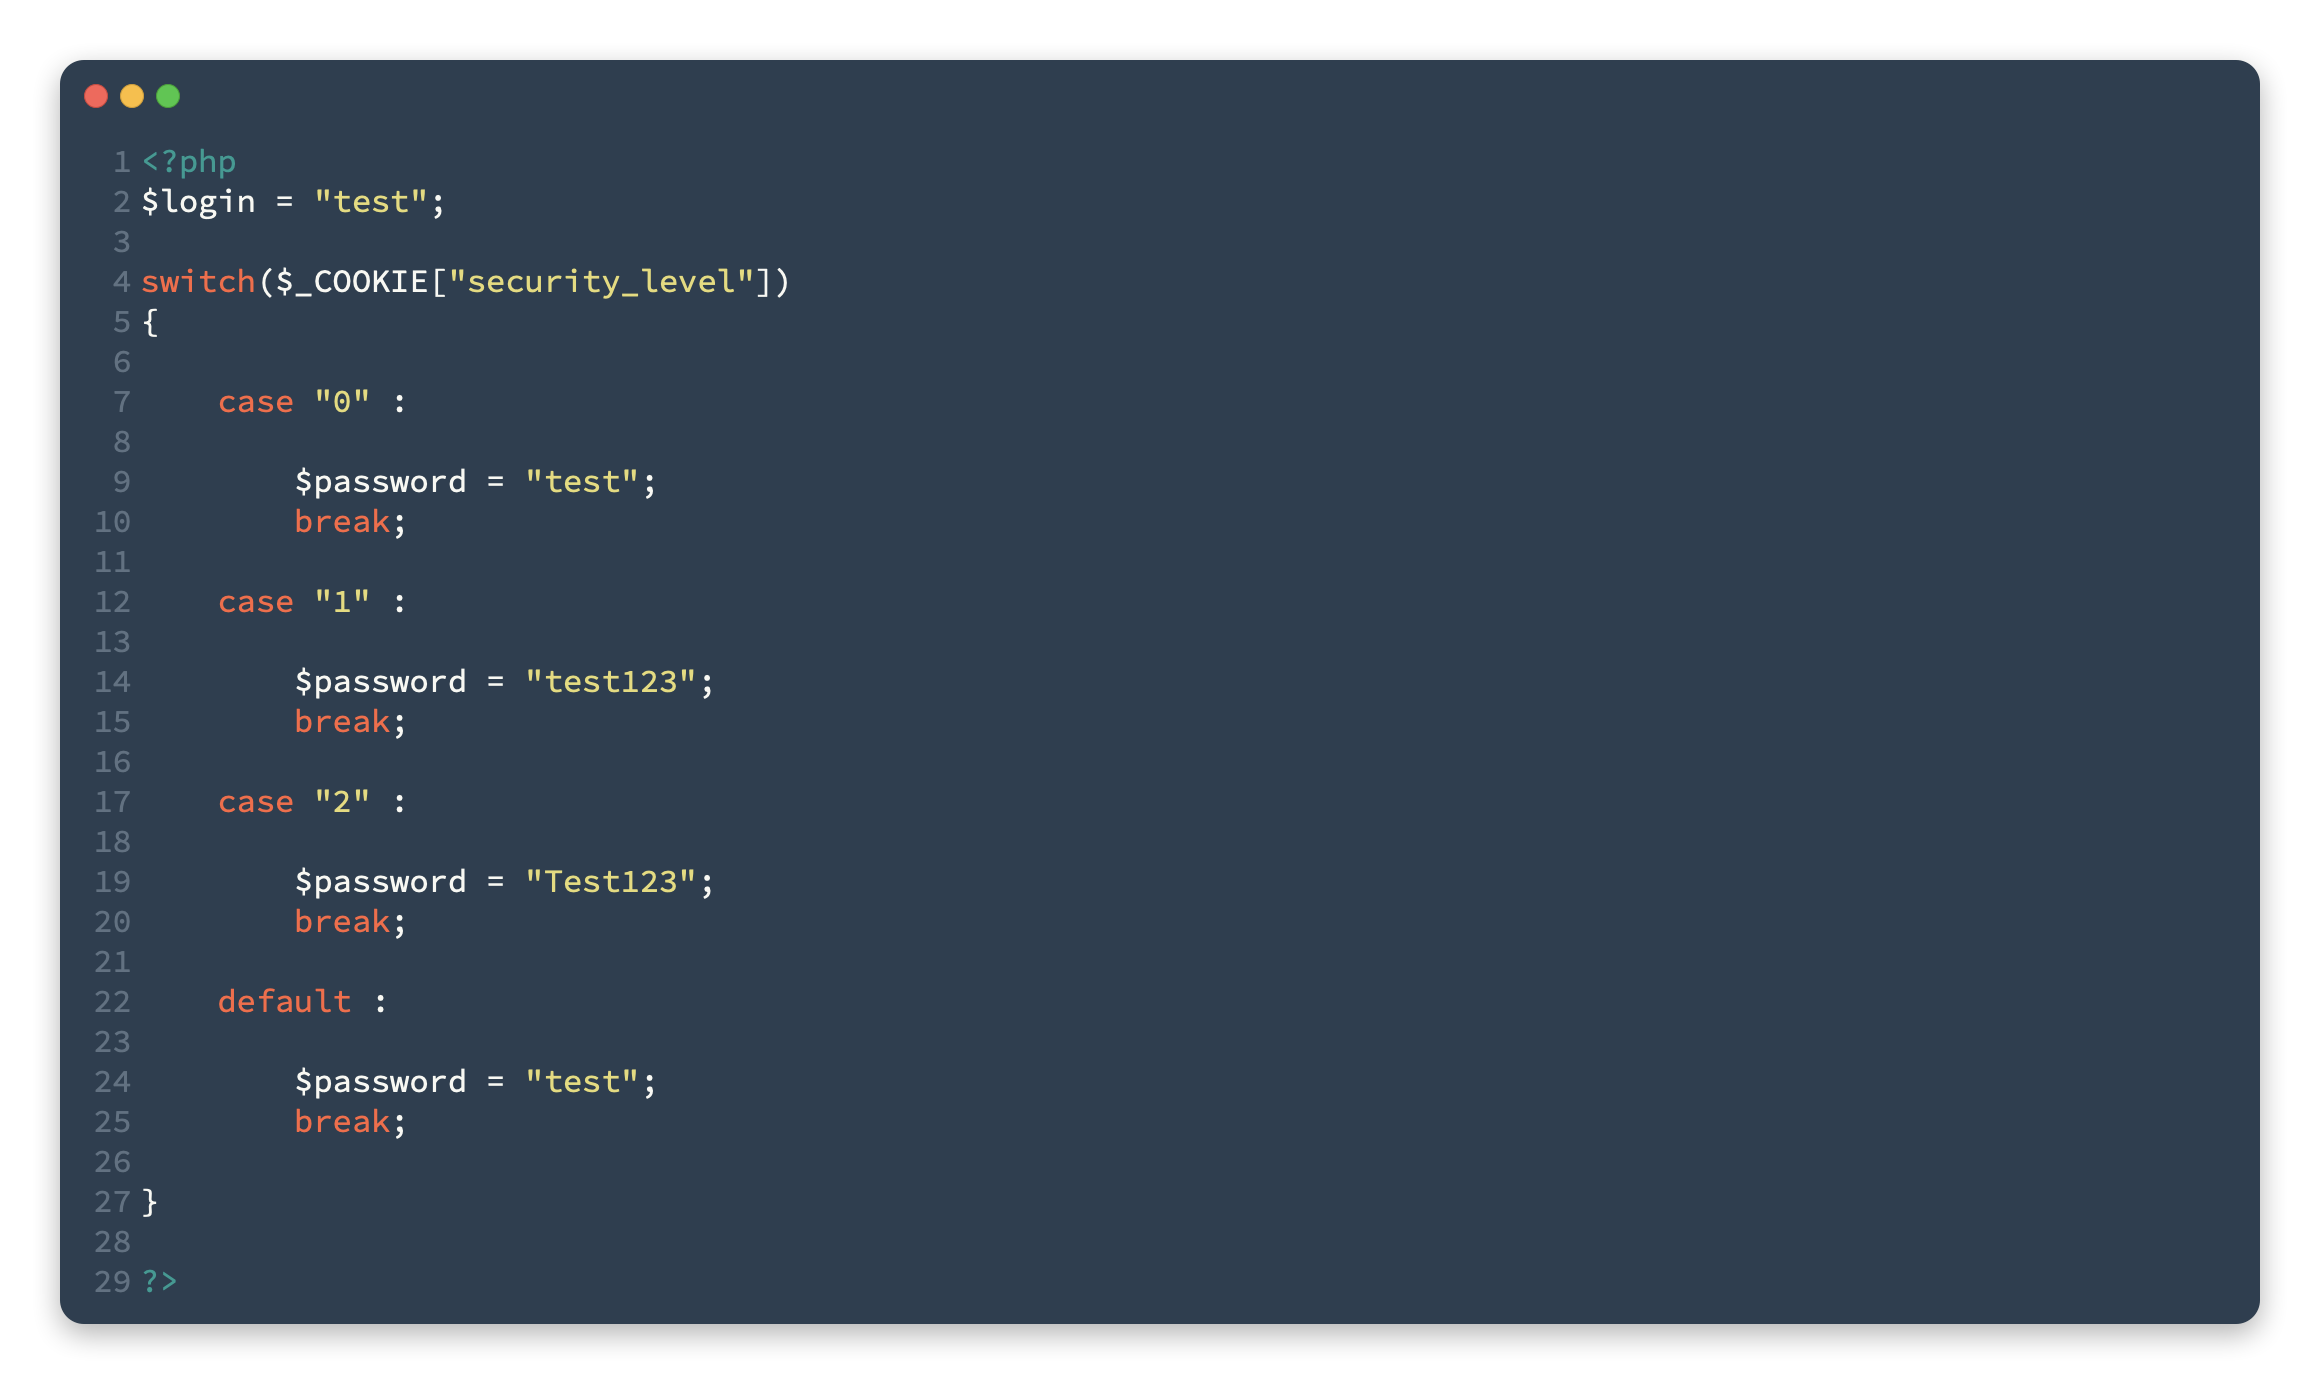 1 <?php
2 $login = "test";
3
4 switch($_COOKIE["security_level"])
5 {
6
7     case "0" :
8
9         $password = "test";
10         break;
11
12     case "1" :
13
14         $password = "test123";
15         break;
16
17     case "2" :
18
19         $password = "Test123";
20         break;
21
22     default :
23
24         $password = "test";
25         break;
26
27 }
28
29 ?>